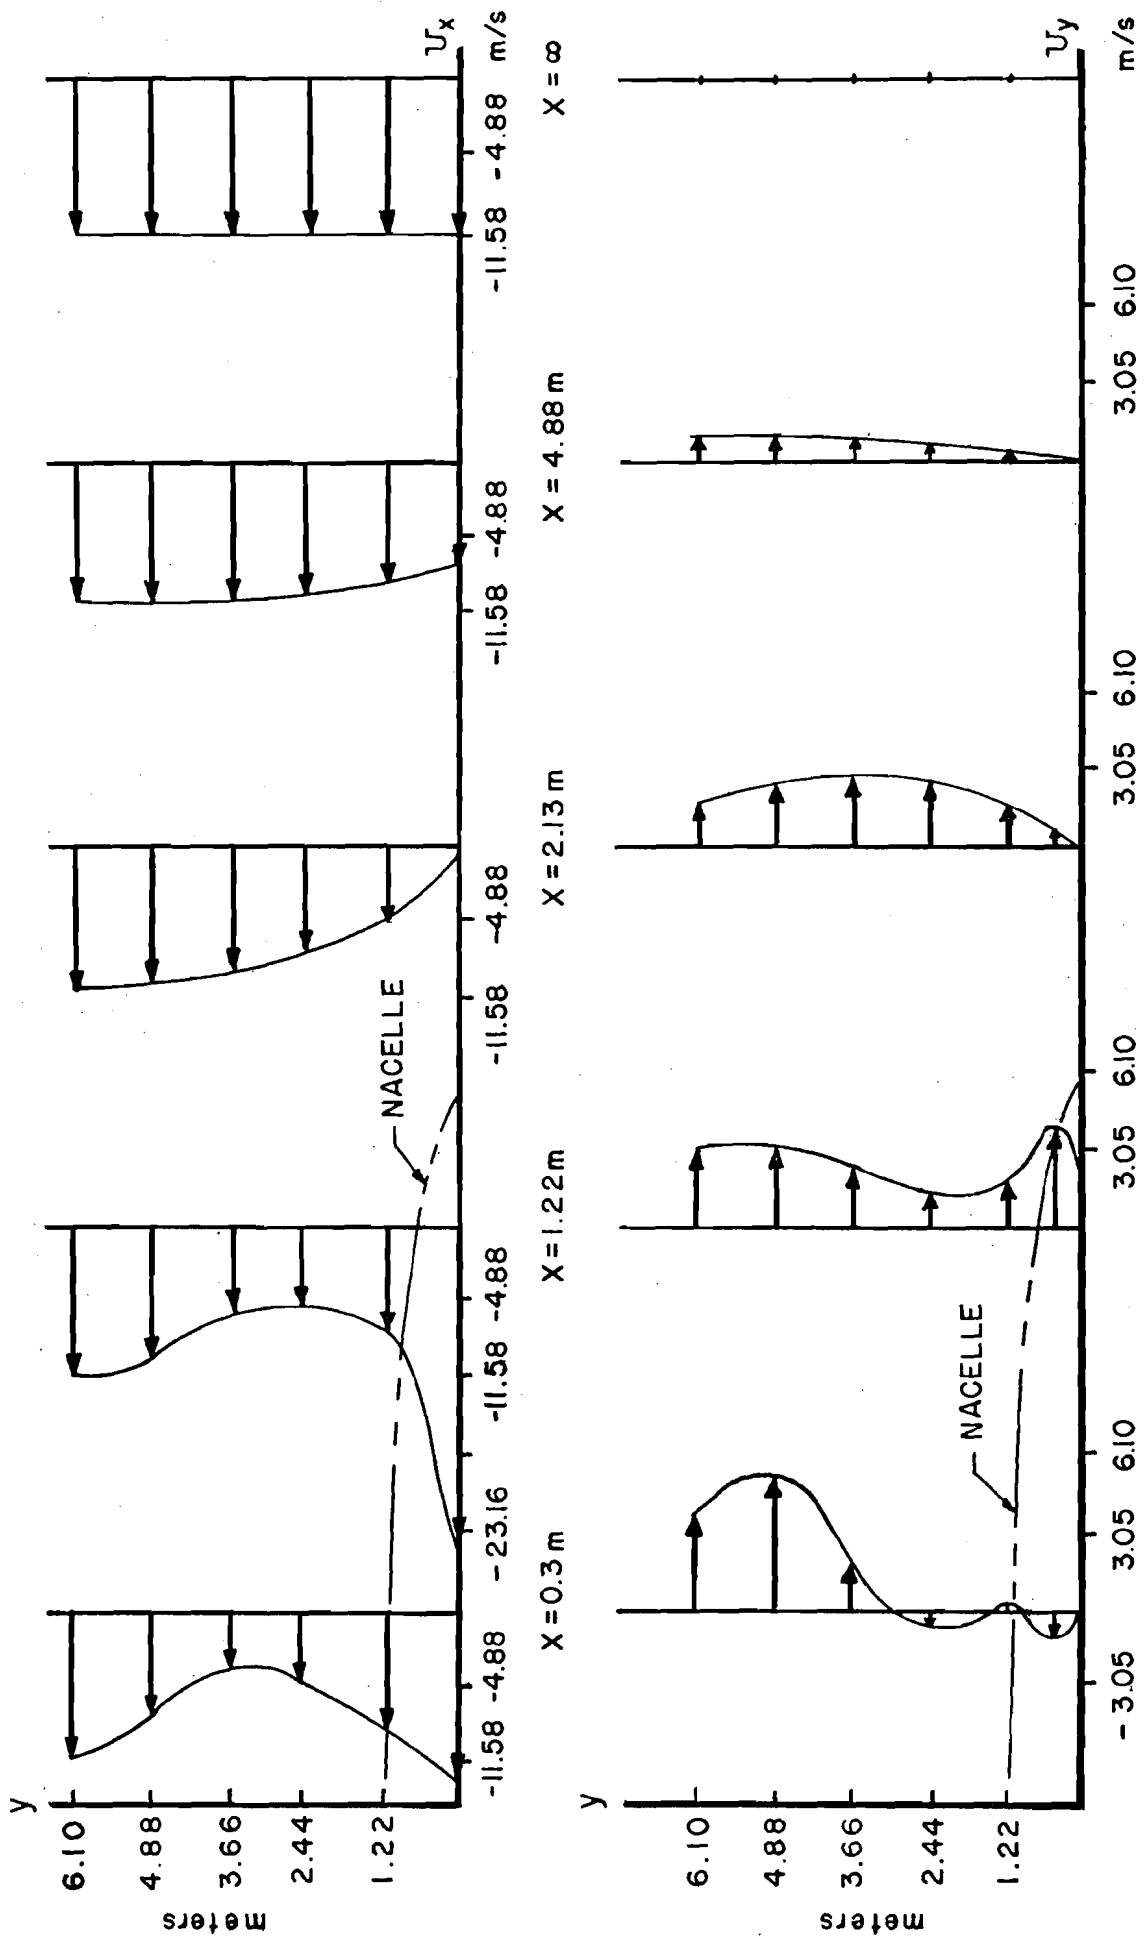 y
6.10
4.88
3.66
2.44
1.22
meters
NACELLE
Ux
-11.58 -4.88 -23.16 -11.58 -4.88 -11.58 -4.88 -11.58 -4.88 -11.58 -4.88 m/s
X = 0.3 m X = 1.22 m X = 2.13 m X = 4.88 m X = ∞
y
6.10
4.88
3.66
2.44
1.22
meters
NACELLE
Uy
-3.05 3.05 6.10 3.05 6.10 3.05 6.10 3.05 6.10 m/s